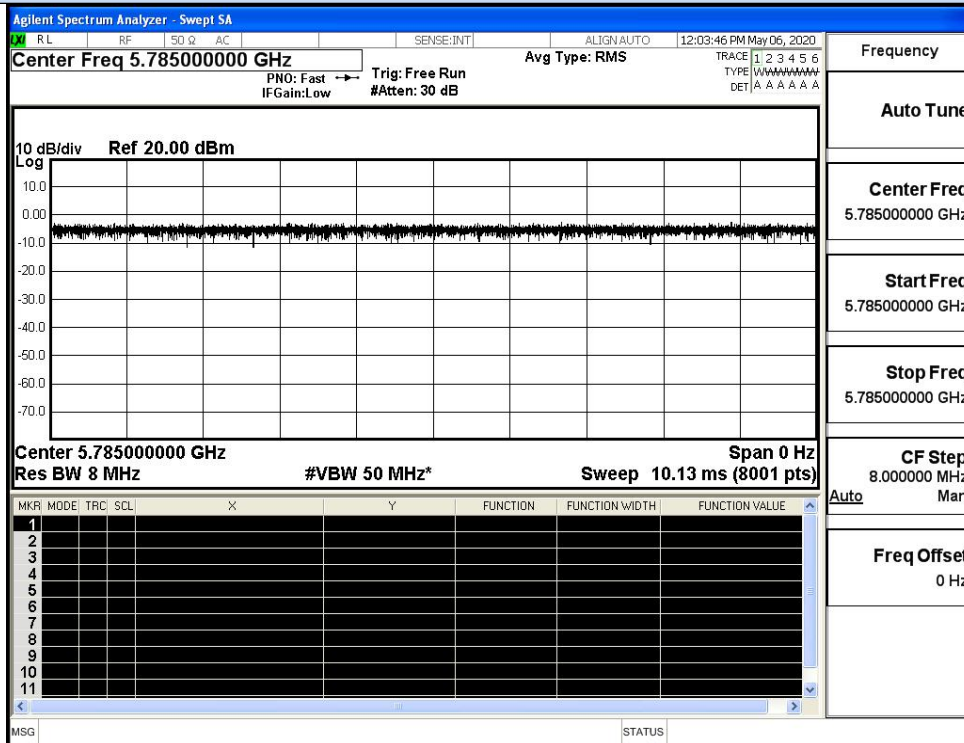 Agilent Spectrum Analyzer - Swept SA
LXI RL RF 50 Ω AC SENSE:INT ALIGNAUTO 12:03:46 PM May 06, 2020
Center Freq 5.785000000 GHz Avg Type: RMS TRACE 1 2 3 4 5 6
PNO: Fast Trig: Free Run TYPE WWWWWW
IFGain:Low #Atten: 30 dB DET A A A A A A
Frequency
Auto Tune
10 dB/div Ref 20.00 dBm
Log
10.0
0.00
-10.0
-20.0
-30.0
-40.0
-50.0
-60.0
-70.0
Center 5.785000000 GHz Span 0 Hz
Res BW 8 MHz #VBW 50 MHz* Sweep 10.13 ms (8001 pts)
Center Freq
5.785000000 GHz
Start Freq
5.785000000 GHz
Stop Freq
5.785000000 GHz
CF Step
8.000000 MHz
Auto Man
Freq Offset
0 Hz
MKR MODE TRC SCL X Y FUNCTION FUNCTION WIDTH FUNCTION VALUE
1
2
3
4
5
6
7
8
9
10
11
MSG STATUS